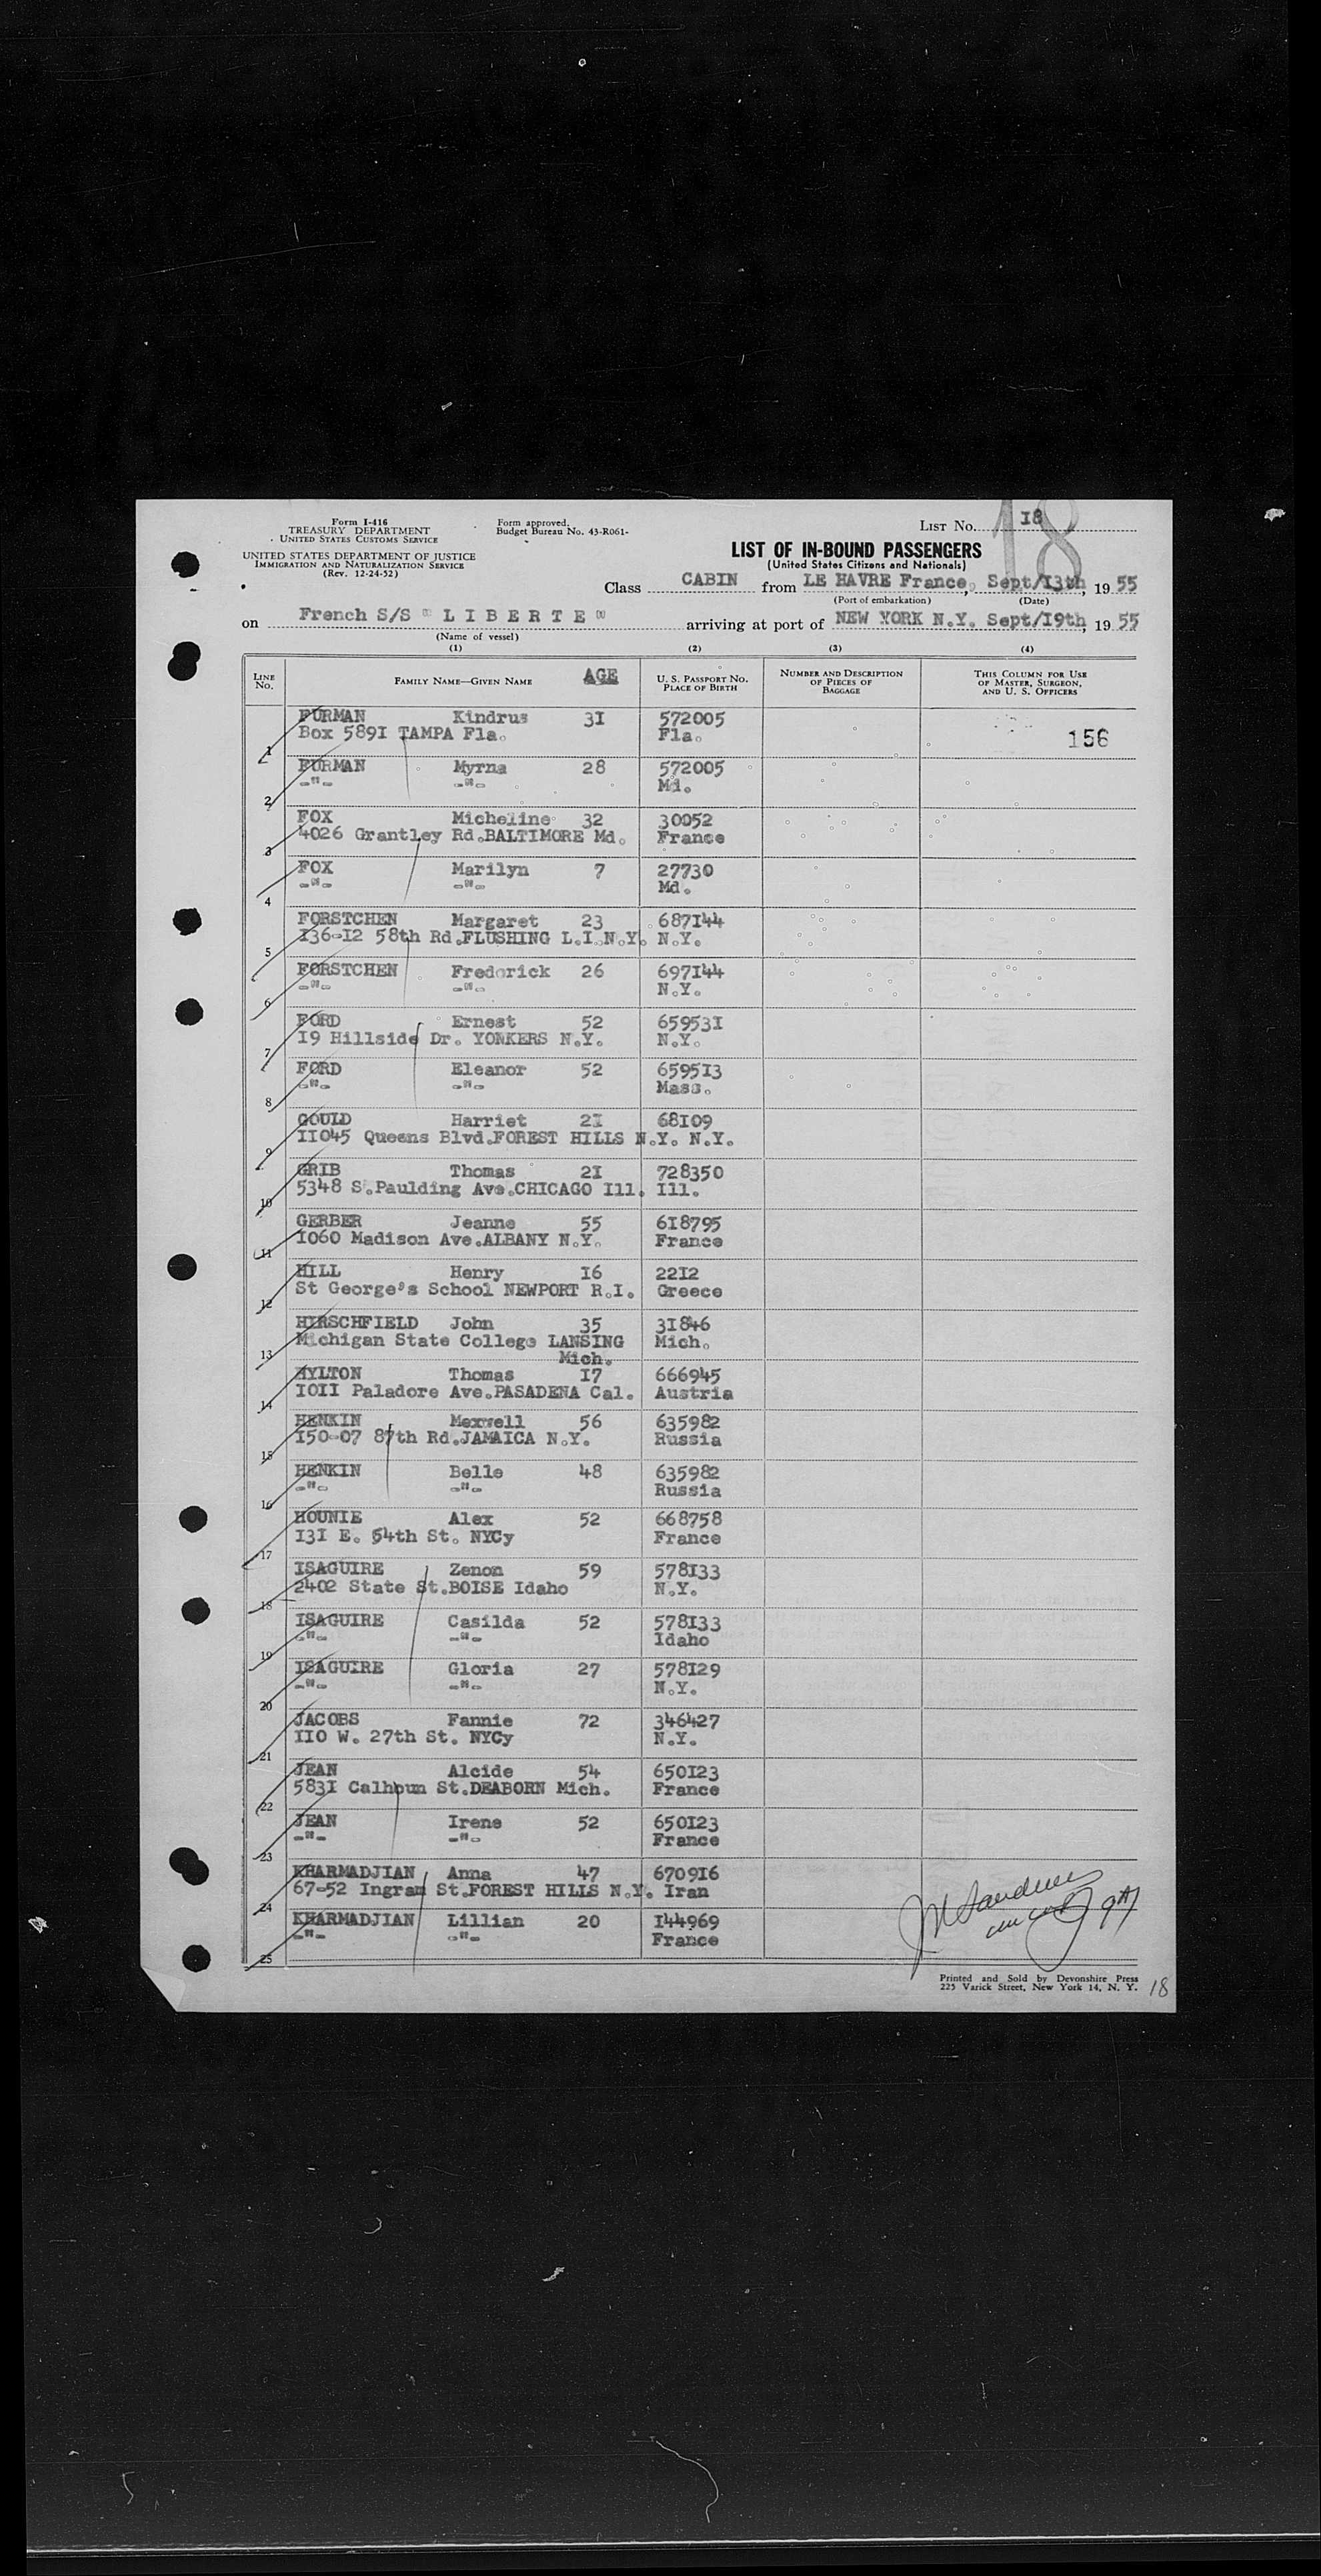 Form I-416
TREASURY DEPARTMENT
UNITED STATES CUSTOMS SERVICE
UNITED STATES DEPARTMENT OF JUSTICE
IMMIGRATION AND NATURALIZATION SERVICE
(Rev. 12-24-52)
Form approved.
Budget Bureau No. 43-R061-
LIST No. 18
18
LIST OF IN-BOUND PASSENGERS
(United States Citizens and Nationals)
Class CABIN from LE HAVRE France, Sept/13th, 19 55
(Port of embarkation) (Date)
on French S/S " L I B E R T E " arriving at port of NEW YORK N.Y. Sept/19th, 19 55
(Name of vessel)
(1) (2) (3) (4)
LINE No. FAMILY NAME—GIVEN NAME AGE U. S. PASSPORT No. PLACE OF BIRTH NUMBER AND DESCRIPTION OF PIECES OF BAGGAGE THIS COLUMN FOR USE OF MASTER, SURGEON, AND U. S. OFFICERS
FURMAN Kindrus 31 572005
1 Box 5891 TAMPA Fla. Fla. 156
FURMAN Myrna 28 572005
2 -"- -"- Md.
FOX Micheline 32 30052
3 4026 Grantley Rd.BALTIMORE Md. France
FOX Marilyn 7 27730
4 -"- -"- Md.
FORSTCHEN Margaret 23 687144
5 136-12 58th Rd.FLUSHING L.I.N.Y. N.Y.
FORSTCHEN Frederick 26 697144
6 -"- -"- N.Y.
FORD Ernest 52 659531
7 19 Hillside Dr. YONKERS N.Y. N.Y.
FORD Eleanor 52 659513
8 -"- -"- Mass.
GOULD Harriet 21 68109
9 11045 Queens Blvd.FOREST HILLS N.Y. N.Y.
GRIB Thomas 21 728350
10 5348 S.Paulding Ave.CHICAGO Ill. Ill.
GERBER Jeanne 55 618795
11 1060 Madison Ave.ALBANY N.Y. France
HILL Henry 16 2212
12 St George's School NEWPORT R.I. Greece
HIRSCHFIELD John 35 31846
13 Michigan State College LANSING Mich.
Mich.
HYLTON Thomas 17 666945
14 1011 Paladore Ave.PASADENA Cal. Austria
HENKIN Maxwell 56 635982
15 150-07 87th Rd.JAMAICA N.Y. Russia
HENKIN Belle 48 635982
16 -"- -"- Russia
HOUNIE Alex 52 668758
17 131 E. 54th St. NYCy France
ISAGUIRE Zenon 59 578133
18 2402 State St.BOISE Idaho N.Y.
ISAGUIRE Casilda 52 578133
19 -"- -"- Idaho
ISAGUIRE Gloria 27 578129
20 -"- -"- N.Y.
JACOBS Fannie 72 346427
21 110 W. 27th St. NYCy N.Y.
JEAN Alcide 54 650123
22 5831 Calhoun St.DEABORN Mich. France
JEAN Irene 52 650123
23 -"- -"- France
KHARMADJIAN Anna 47 670916
24 67-52 Ingram St.FOREST HILLS N.Y. Iran
KHARMADJIAN Lillian 20 144969
25 -"- -"- France
Printed and Sold by Devonshire Press
225 Varick Street, New York 14, N. Y.
18